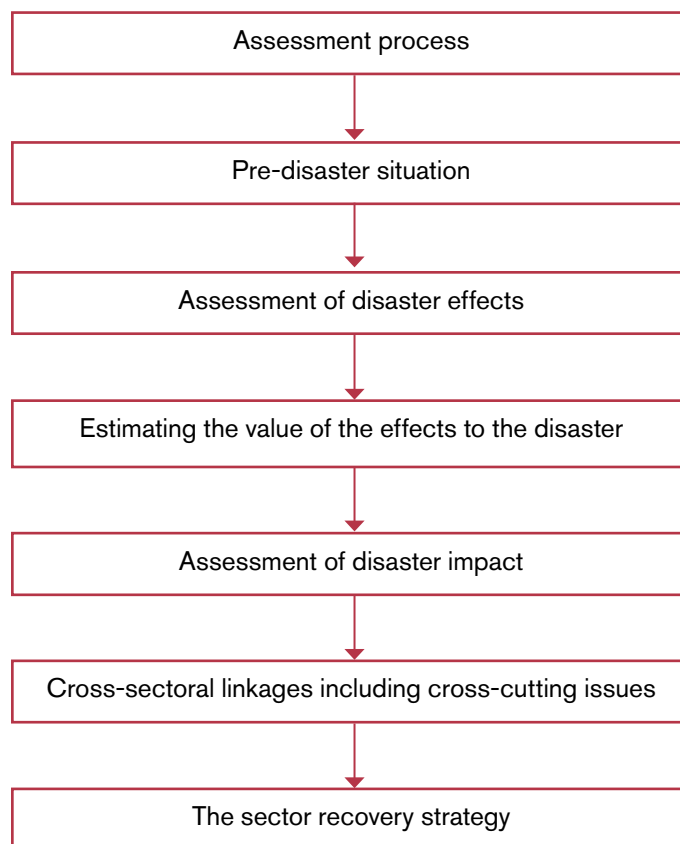 Assessment process
Pre-disaster situation
Assessment of disaster effects
Estimating the value of the effects to the disaster
Assessment of disaster impact
Cross-sectoral linkages including cross-cutting issues
The sector recovery strategy